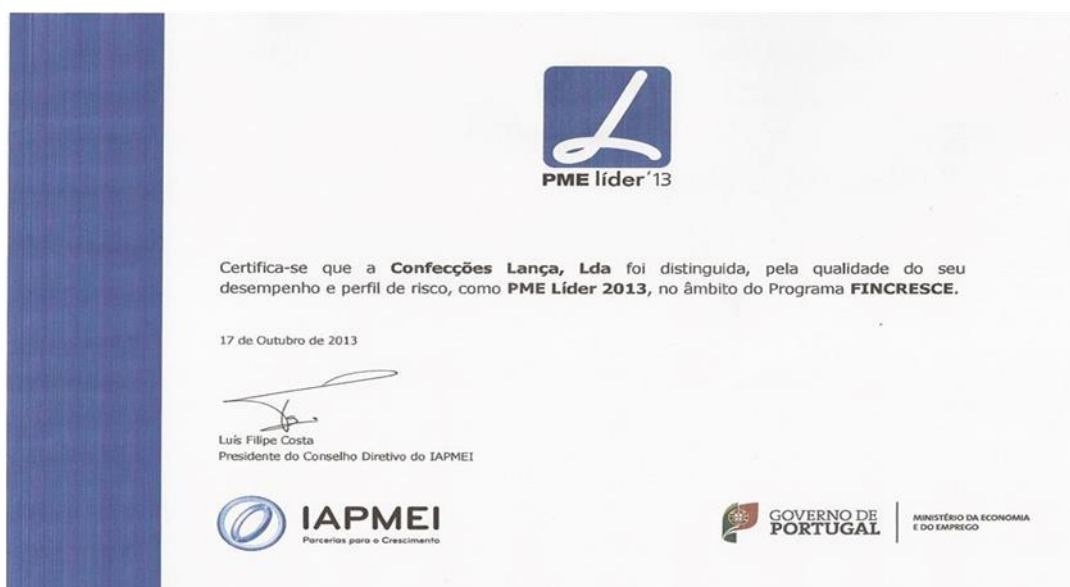 PME líder'13
Certifica-se que a Confecções Lança, Lda foi distinguida, pela qualidade do seu
desempenho e perfil de risco, como PME Líder 2013, no âmbito do Programa FINCRESCE.
17 de Outubro de 2013
Luís Filipe Costa
Presidente do Conselho Diretivo do IAPMEI
IAPMEI
Parcerias para o Crescimento
GOVERNO DE
PORTUGAL
MINISTÉRIO DA ECONOMIA
E DO EMPREGO